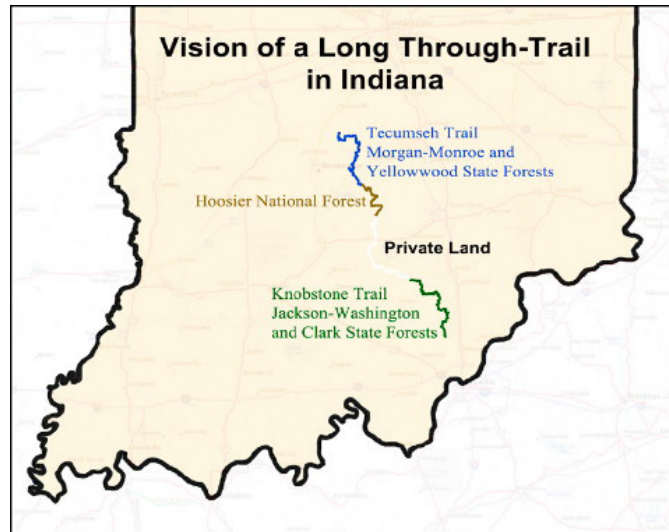 Vision of a Long Through-Trail
in Indiana
Tecumseh Trail
Morgan-Monroe and
Yellowwood State Forests
Hoosier National Forest
Private Land
Knobstone Trail
Jackson-Washington
and Clark State Forests